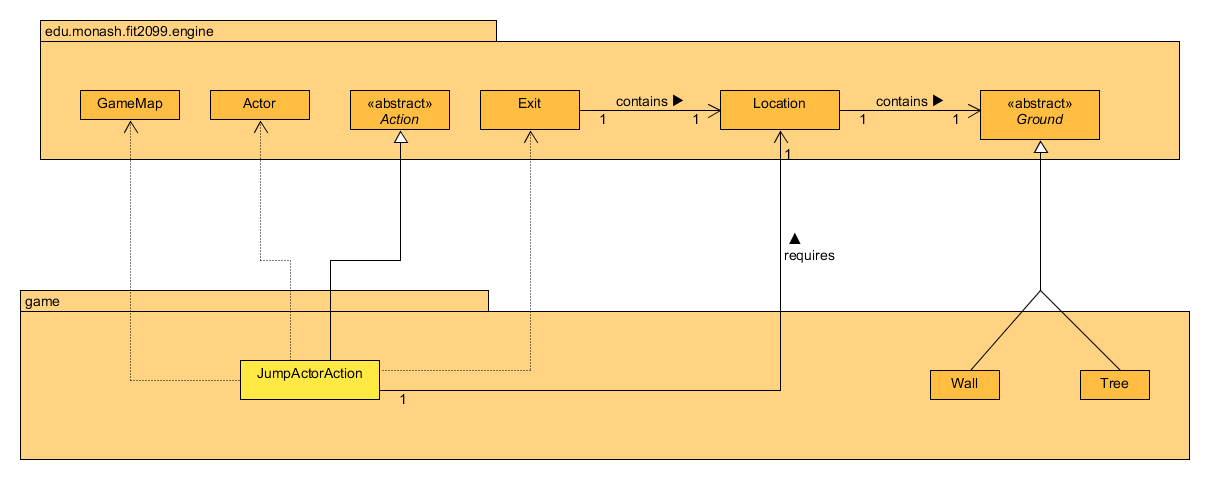 edu.monash.fit2099.engine
GameMap
Actor
«abstract»
Action
Exit
contains ▶
1
1
Location
contains ▶
1
1
«abstract»
Ground
1
▲
requires
game
JumpActorAction
1
Wall
Tree